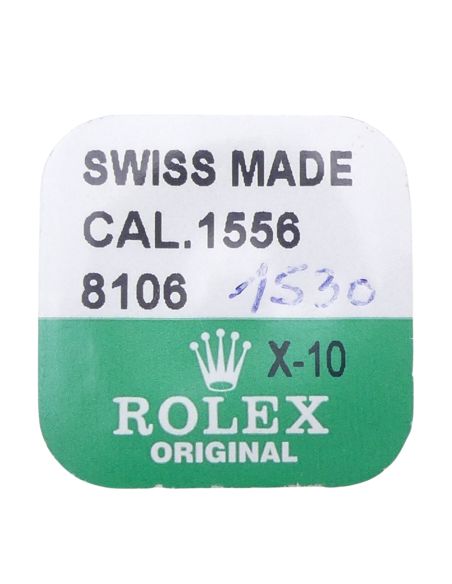 SWISS MADE
CAL.1556
8106 1530
X-10
ROLEX
ORIGINAL